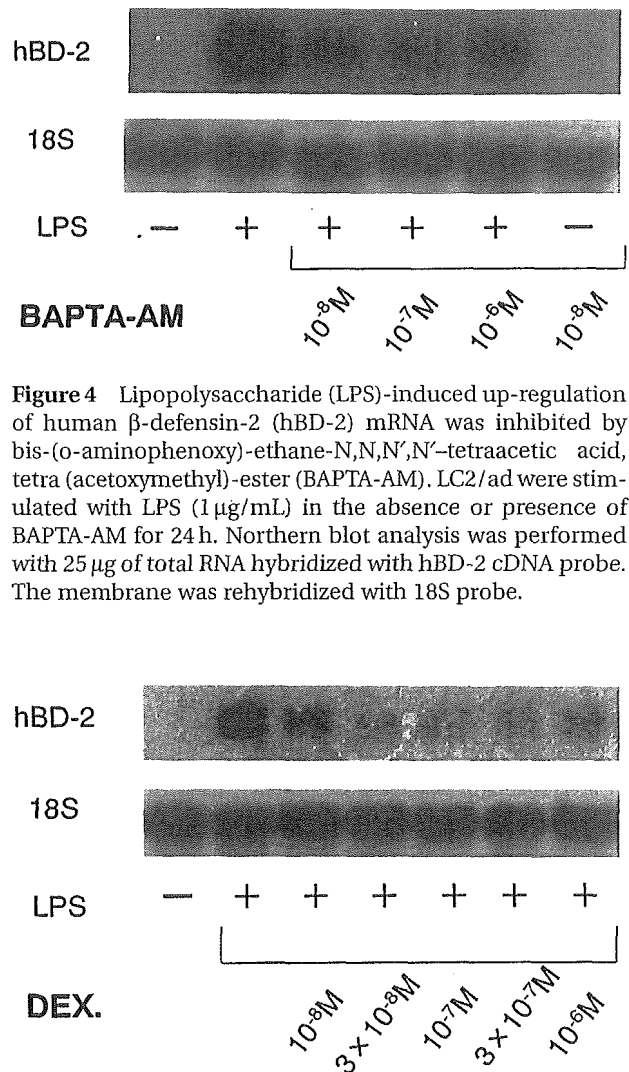 hBD-2
18S
LPS . − + + + + −
BAPTA-AM 10⁻⁸M 10⁻⁷M 10⁻⁶M 10⁻⁸M
Figure 4 Lipopolysaccharide (LPS)-induced up-regulation
of human β-defensin-2 (hBD-2) mRNA was inhibited by
bis-(o-aminophenoxy)-ethane-N,N,N′,N′–tetraacetic acid,
tetra (acetoxymethyl)-ester (BAPTA-AM). LC2/ad were stim-
ulated with LPS (1 µg/mL) in the absence or presence of
BAPTA-AM for 24 h. Northern blot analysis was performed
with 25 µg of total RNA hybridized with hBD-2 cDNA probe.
The membrane was rehybridized with 18S probe.
hBD-2
18S
LPS − + + + + + +
DEX. 10⁻⁸M 3 × 10⁻⁸M 10⁻⁷M 3 × 10⁻⁷M 10⁻⁶M